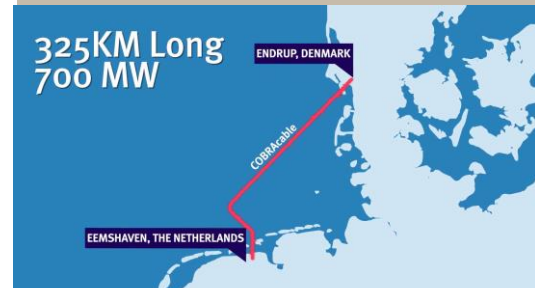 325KM Long
700 MW
ENDRUP, DENMARK
COBRAcable
EEMSHAVEN, THE NETHERLANDS